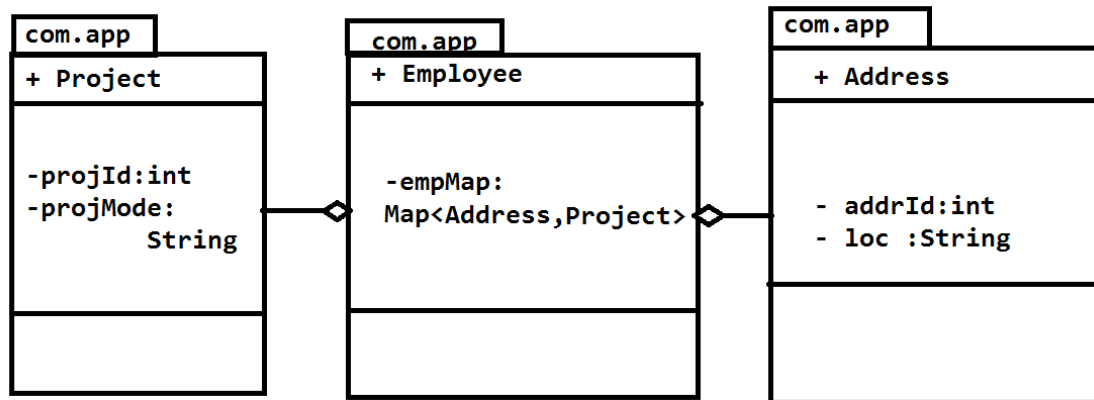 com.app
+ Project
-projId:int
-projMode:
String
com.app
+ Employee
-empMap:
Map<Address,Project>
com.app
+ Address
- addrId:int
- loc :String